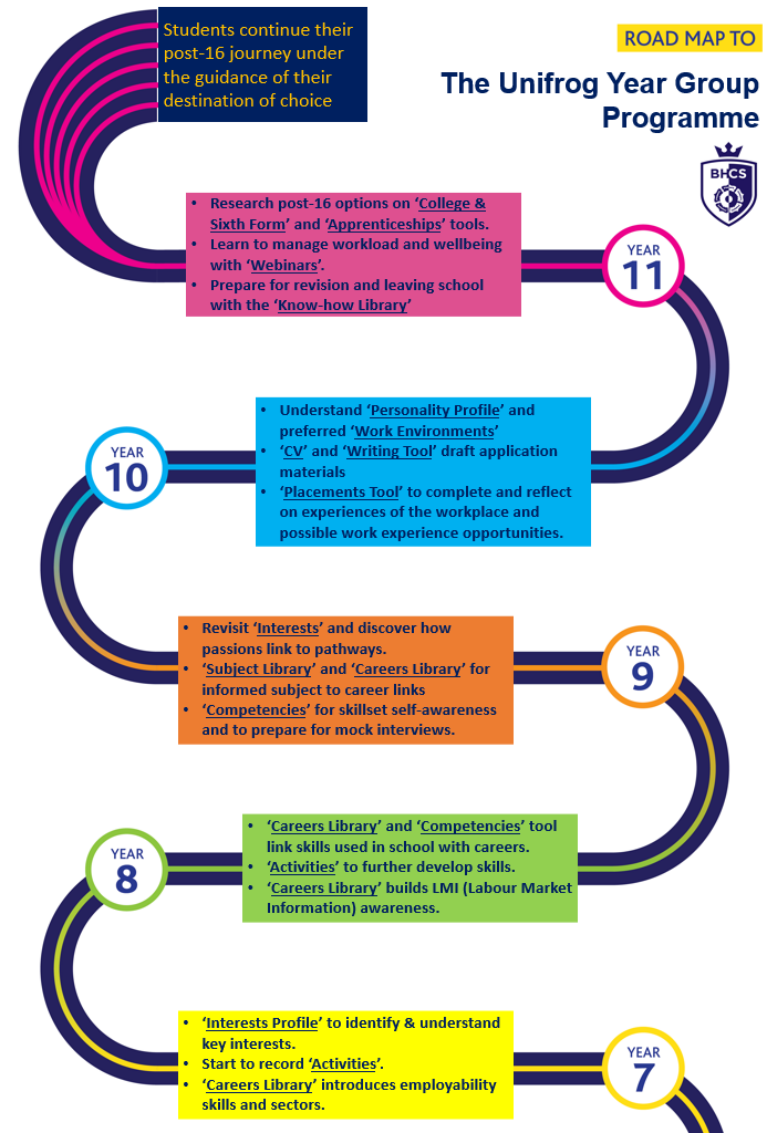 Students continue their
post-16 journey under
the guidance of their
destination of choice
ROAD MAP TO
The Unifrog Year Group
Programme
BHCS
• Research post-16 options on ‘College &
Sixth Form’ and ‘Apprenticeships’ tools.
• Learn to manage workload and wellbeing
with ‘Webinars’.
• Prepare for revision and leaving school
with the ‘Know-how Library’
YEAR
11
• Understand ‘Personality Profile’ and
preferred ‘Work Environments’
• ‘CV’ and ‘Writing Tool’ draft application
materials
• ‘Placements Tool’ to complete and reflect
on experiences of the workplace and
possible work experience opportunities.
YEAR
10
• Revisit ‘Interests’ and discover how
passions link to pathways.
• ‘Subject Library’ and ‘Careers Library’ for
informed subject to career links
• ‘Competencies’ for skillset self-awareness
and to prepare for mock interviews.
YEAR
9
• ‘Careers Library’ and ‘Competencies’ tool
link skills used in school with careers.
• ‘Activities’ to further develop skills.
• ‘Careers Library’ builds LMI (Labour Market
Information) awareness.
YEAR
8
• ‘Interests Profile’ to identify & understand
key interests.
• Start to record ‘Activities’.
• ‘Careers Library’ introduces employability
skills and sectors.
YEAR
7